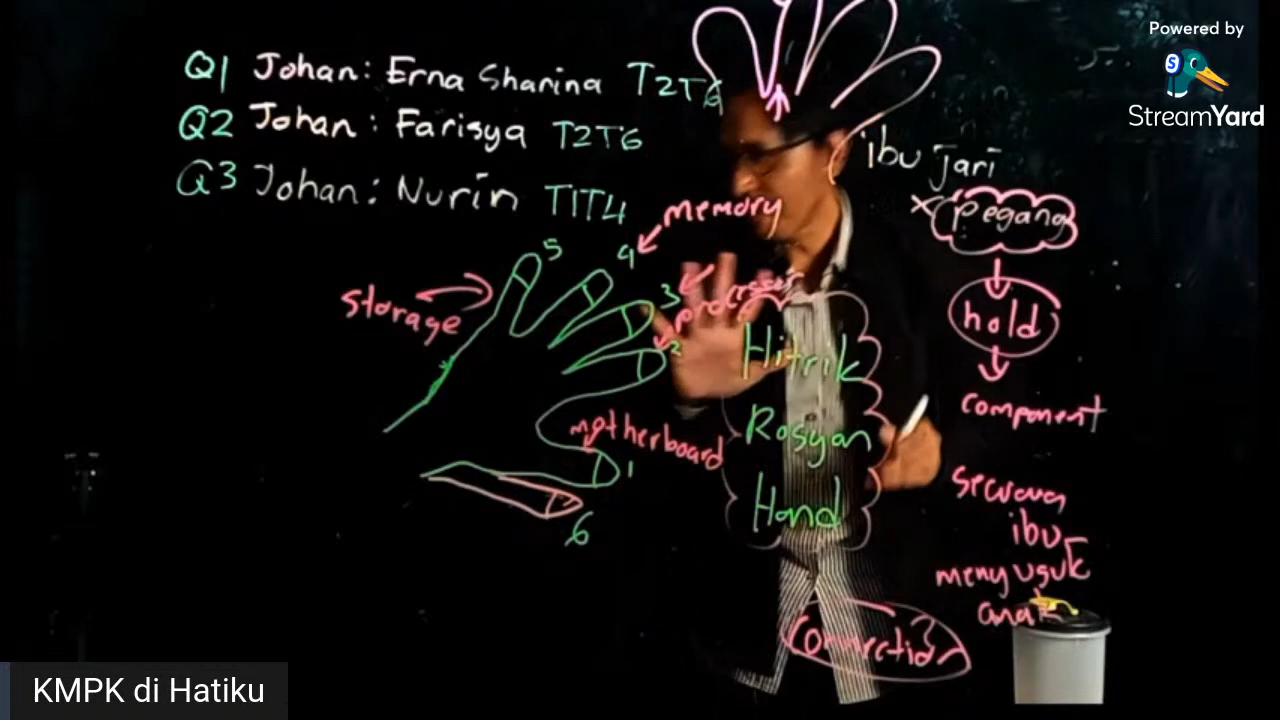 Q1 Johan: Erna Sharina T2T6
Q2 Johan: Farisya T2T6
Q3 Johan: Nurin T1T4
ibu jari
pegang
hold
component
memory
storage
5
4
3
processor
2
motherboard
1
6
Hitrik
Rosyan
Hand
seorang
ibu
menyusuk
anak
connection
Powered by
StreamYard
KMPK di Hatiku